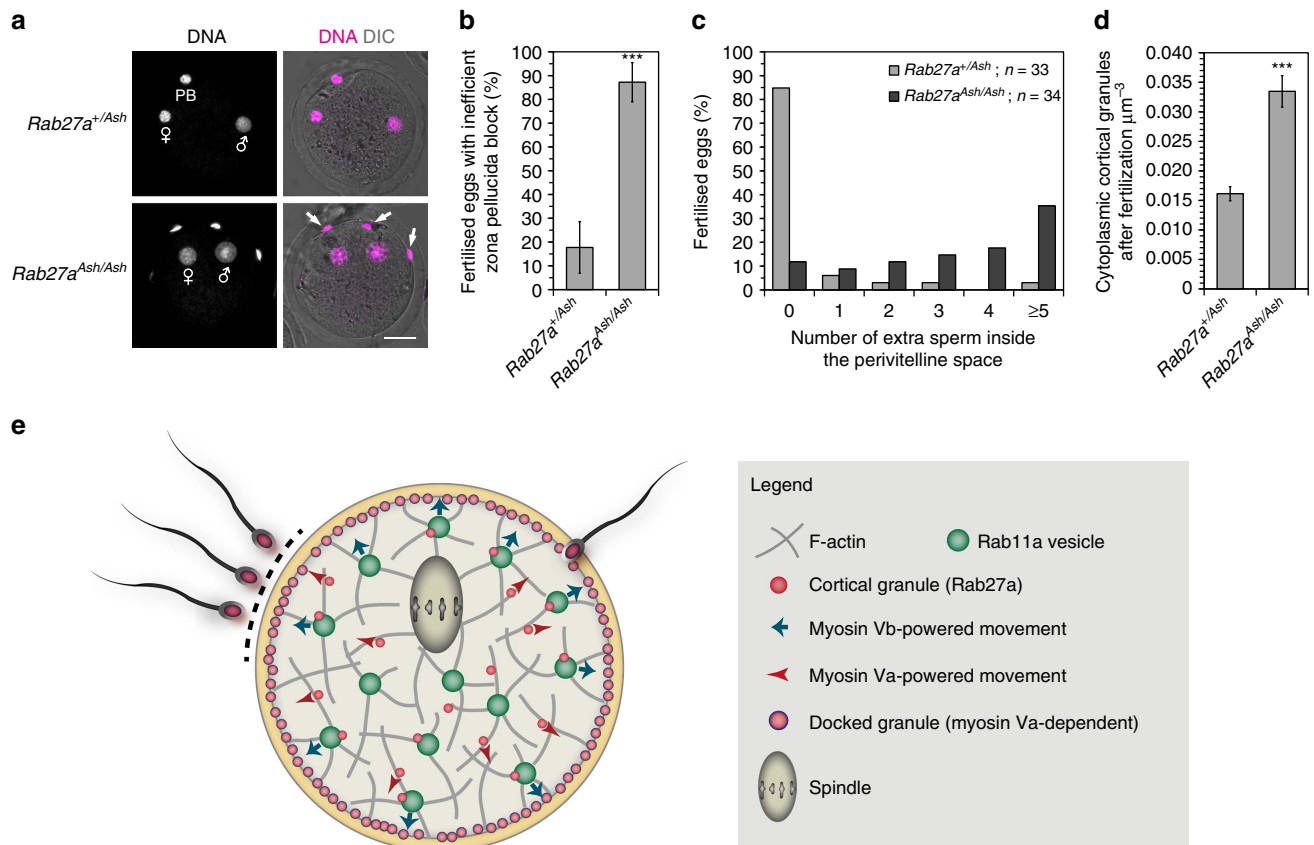 a
DNA
DNA DIC
Rab27a+/Ash
PB
♀
♂
Rab27aAsh/Ash
♀
♂
b
Fertilised eggs with inefficient
zona pellucida block (%)
100
90
80
70
60
50
40
30
20
10
0
***
Rab27a+/Ash
Rab27aAsh/Ash
c
Fertilised eggs (%)
100
90
80
70
60
50
40
30
20
10
0
Rab27a+/Ash ; n = 33
Rab27aAsh/Ash ; n = 34
0 1 2 3 4 ≥5
Number of extra sperm inside
the perivitelline space
d
Cytoplasmic cortical granules
after fertilization μm−3
0.040
0.035
0.030
0.025
0.020
0.015
0.010
0.005
0.000
***
Rab27a+/Ash
Rab27aAsh/Ash
e
Legend
F-actin
Rab11a vesicle
Cortical granule (Rab27a)
Myosin Vb-powered movement
Myosin Va-powered movement
Docked granule (myosin Va-dependent)
Spindle